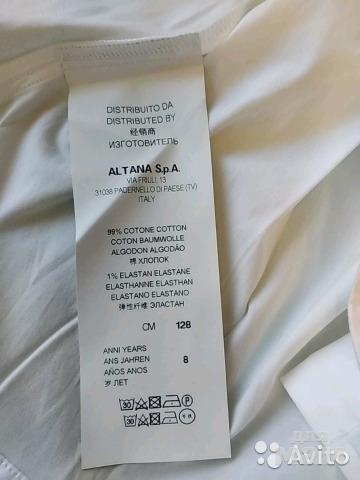 DISTRIBUITO DA
DISTRIBUTED BY
经销商
ИЗГОТОВИТЕЛЬ
ALTANA S.p.A.
VIA FRIULI, 13
31038 PADERNELLO DI PAESE (TV)
ITALY
99% COTONE COTTON
COTON BAUMWOLLE
ALGODON ALGODÃO
棉 ХЛОПОК
1% ELASTAN ELASTANE
ELASTHANNE ELASTHAN
ELASTANO ELASTANO
弹性纤维 ЭЛАСТАН
CM 128
ANNI YEARS
ANS JAHREN 8
AÑOS ANOS
岁 ЛЕТ
30 P
30
Avito